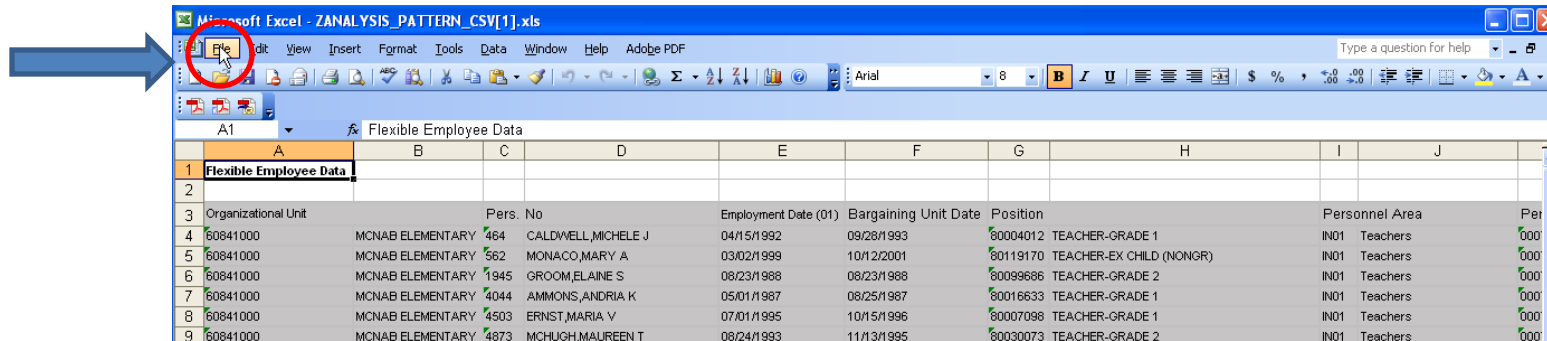 Microsoft Excel - ZANALYSIS_PATTERN_CSV[1].xls
File Edit View Insert Format Tools Data Window Help Adobe PDF Type a question for help
Arial 8 B I U $ % ,
A1 fx Flexible Employee Data
A B C D E F G H I J
1 Flexible Employee Data
2
3 Organizational Unit Pers. No Employment Date (01) Bargaining Unit Date Position Personnel Area Per
4 60841000 MCNAB ELEMENTARY 464 CALDWELL,MICHELE J 04/15/1992 09/28/1993 80004012 TEACHER-GRADE 1 IN01 Teachers 000
5 60841000 MCNAB ELEMENTARY 562 MONACO,MARY A 03/02/1999 10/12/2001 80119170 TEACHER-EX CHILD (NONGR) IN01 Teachers 000
6 60841000 MCNAB ELEMENTARY 1945 GROOM,ELAINE S 08/23/1988 08/23/1988 80099686 TEACHER-GRADE 2 IN01 Teachers 000
7 60841000 MCNAB ELEMENTARY 4044 AMMONS,ANDRIA K 05/01/1987 08/25/1987 80016633 TEACHER-GRADE 1 IN01 Teachers 000
8 60841000 MCNAB ELEMENTARY 4503 ERNST,MARIA V 07/01/1995 10/15/1996 80007098 TEACHER-GRADE 1 IN01 Teachers 000
9 60841000 MCNAB ELEMENTARY 4873 MCHUGH,MAUREEN T 08/24/1993 11/13/1995 80030073 TEACHER-GRADE 2 IN01 Teachers 000